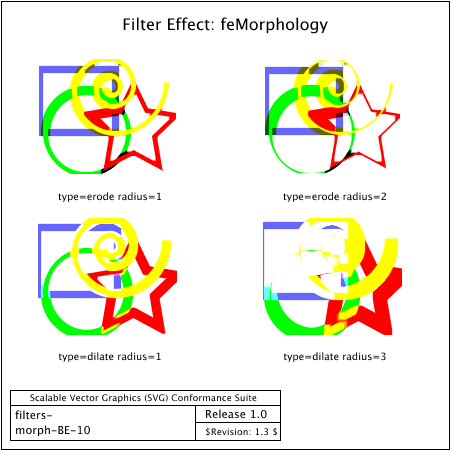 Filter Effect: feMorphology
type=erode radius=1
type=erode radius=2
type=dilate radius=1
type=dilate radius=3
Scalable Vector Graphics (SVG) Conformance Suite
filters-
morph-BE-10
Release 1.0
$Revision: 1.3 $